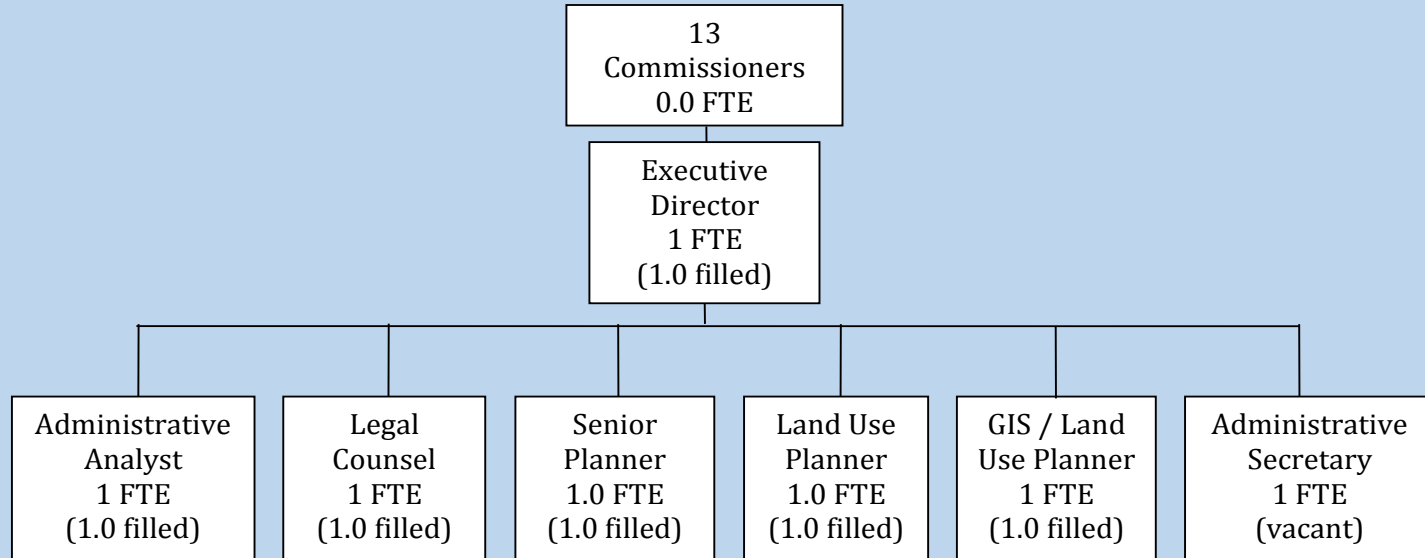 13
Commissioners
0.0 FTE
Executive
Director
1 FTE
(1.0 filled)
Administrative
Analyst
1 FTE
(1.0 filled)
Legal
Counsel
1 FTE
(1.0 filled)
Senior
Planner
1.0 FTE
(1.0 filled)
Land Use
Planner
1.0 FTE
(1.0 filled)
GIS / Land
Use Planner
1 FTE
(1.0 filled)
Administrative
Secretary
1 FTE
(vacant)